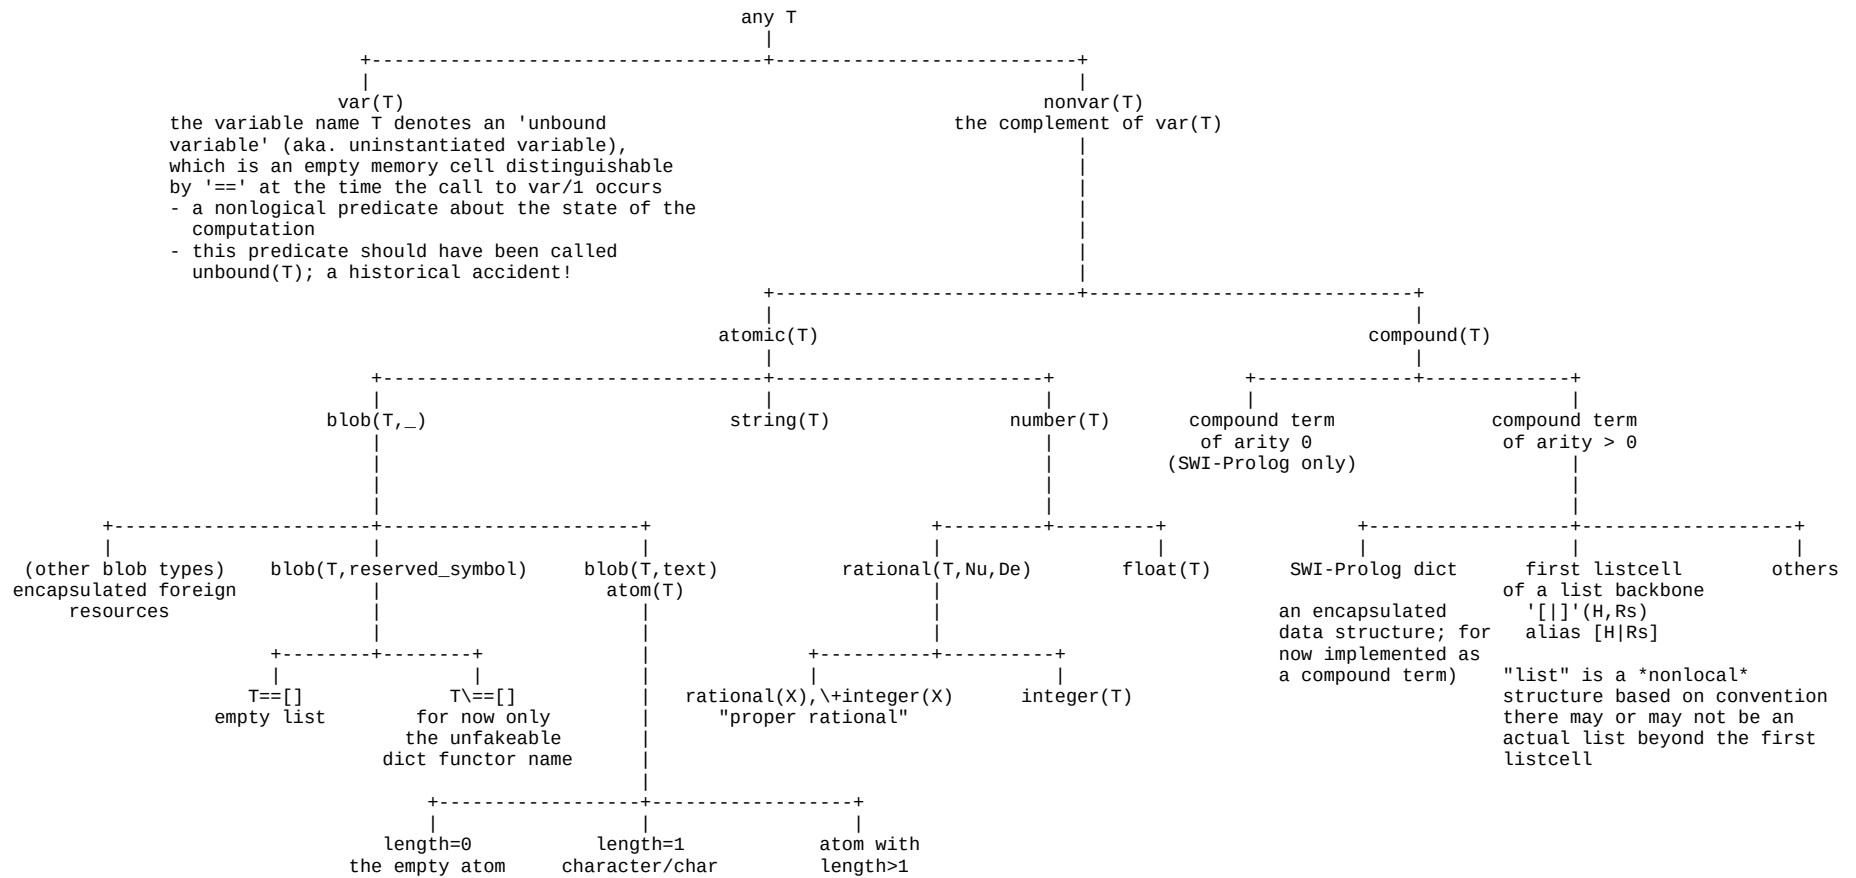 any T
var(T)
the variable name T denotes an 'unbound
variable' (aka. uninstantiated variable),
which is an empty memory cell distinguishable
by '==' at the time the call to var/1 occurs
- a nonlogical predicate about the state of the
computation
- this predicate should have been called
unbound(T); a historical accident!
nonvar(T)
the complement of var(T)
atomic(T)
compound(T)
blob(T,_)
string(T)
number(T)
compound term
of arity 0
(SWI-Prolog only)
compound term
of arity > 0
(other blob types)
encapsulated foreign
resources
blob(T,reserved_symbol)
blob(T,text)
atom(T)
rational(T,Nu,De)
float(T)
SWI-Prolog dict
an encapsulated
data structure; for
now implemented as
a compound term)
first listcell
of a list backbone
'[|]'(H,Rs)
alias [H|Rs]
"list" is a *nonlocal*
structure based on convention
there may or may not be an
actual list beyond the first
listcell
others
T==[]
empty list
T\==[]
for now only
the unfakeable
dict functor name
rational(X),\+integer(X)
"proper rational"
integer(T)
length=0
the empty atom
length=1
character/char
atom with
length>1